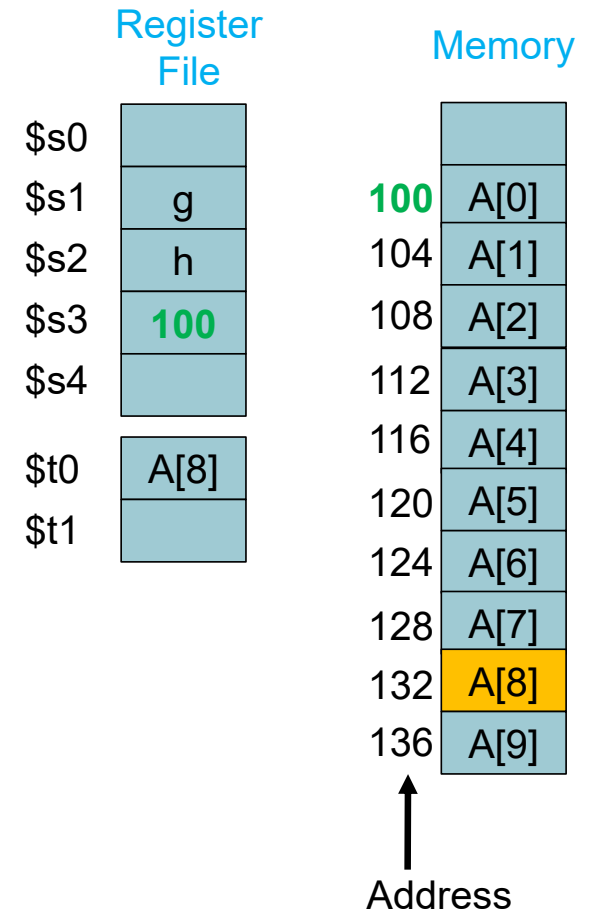 Register
File
$s0
$s1 g
$s2 h
$s3 100
$s4
$t0 A[8]
$t1
Memory
100 A[0]
104 A[1]
108 A[2]
112 A[3]
116 A[4]
120 A[5]
124 A[6]
128 A[7]
132 A[8]
136 A[9]
Address